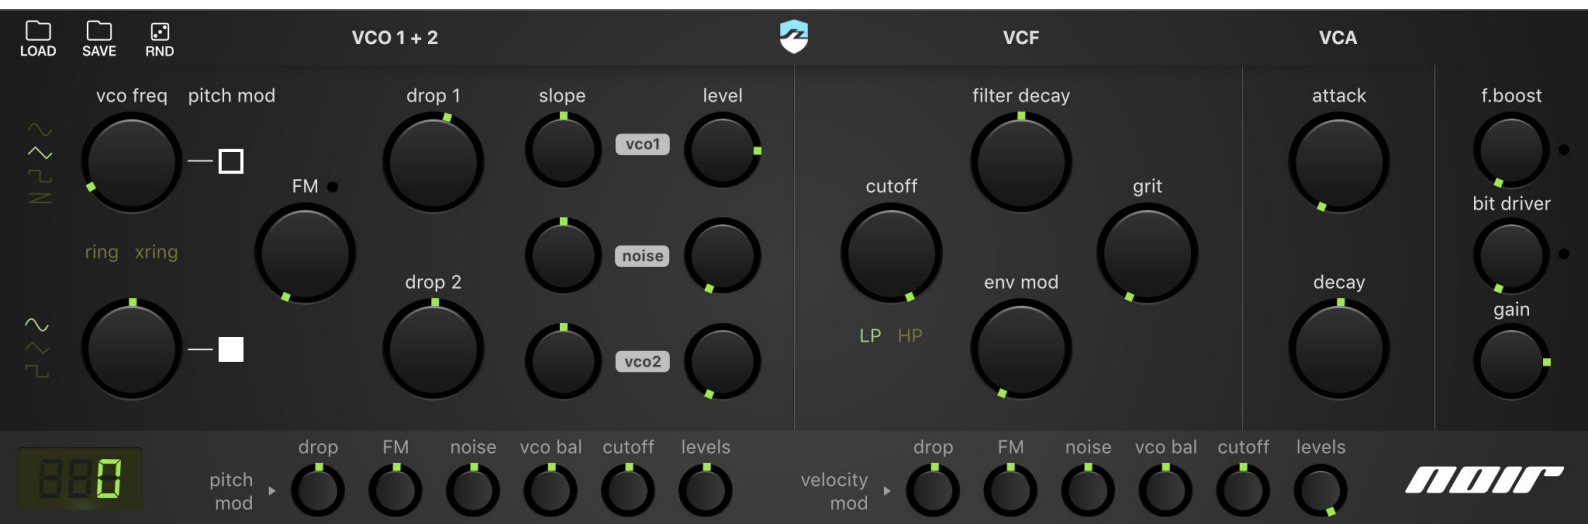 LOAD SAVE RND VCO 1 + 2 VCF VCA
vco freq pitch mod drop 1 slope level filter decay attack f.boost
vco1
FM cutoff grit
bit driver
ring xring noise
drop 2 env mod decay
gain
LP HP
vco2
drop FM noise vco bal cutoff levels drop FM noise vco bal cutoff levels
0 pitch mod velocity mod noir